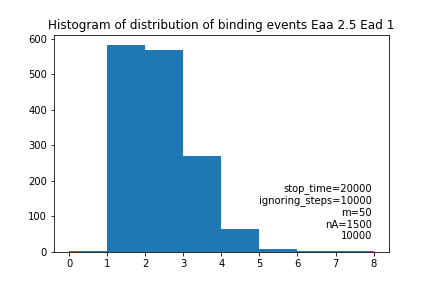 Histogram of distribution of binding events Eaa 2.5 Ead 1
600
500
400
300
200
100
0
stop_time=20000
ignoring_steps=10000
m=50
nA=1500
10000
0 1 2 3 4 5 6 7 8